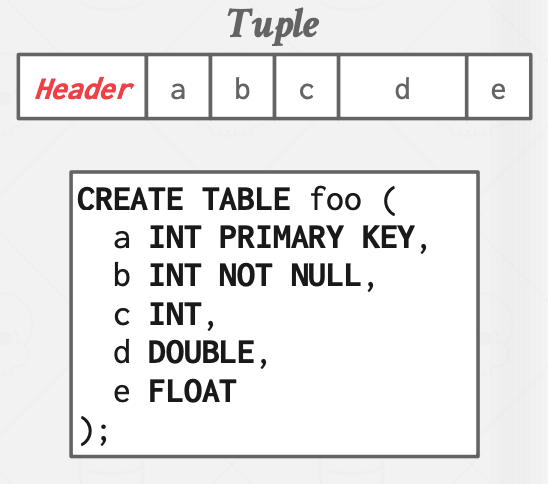 Tuple
Header a b c d e
CREATE TABLE foo (
a INT PRIMARY KEY,
b INT NOT NULL,
c INT,
d DOUBLE,
e FLOAT
);